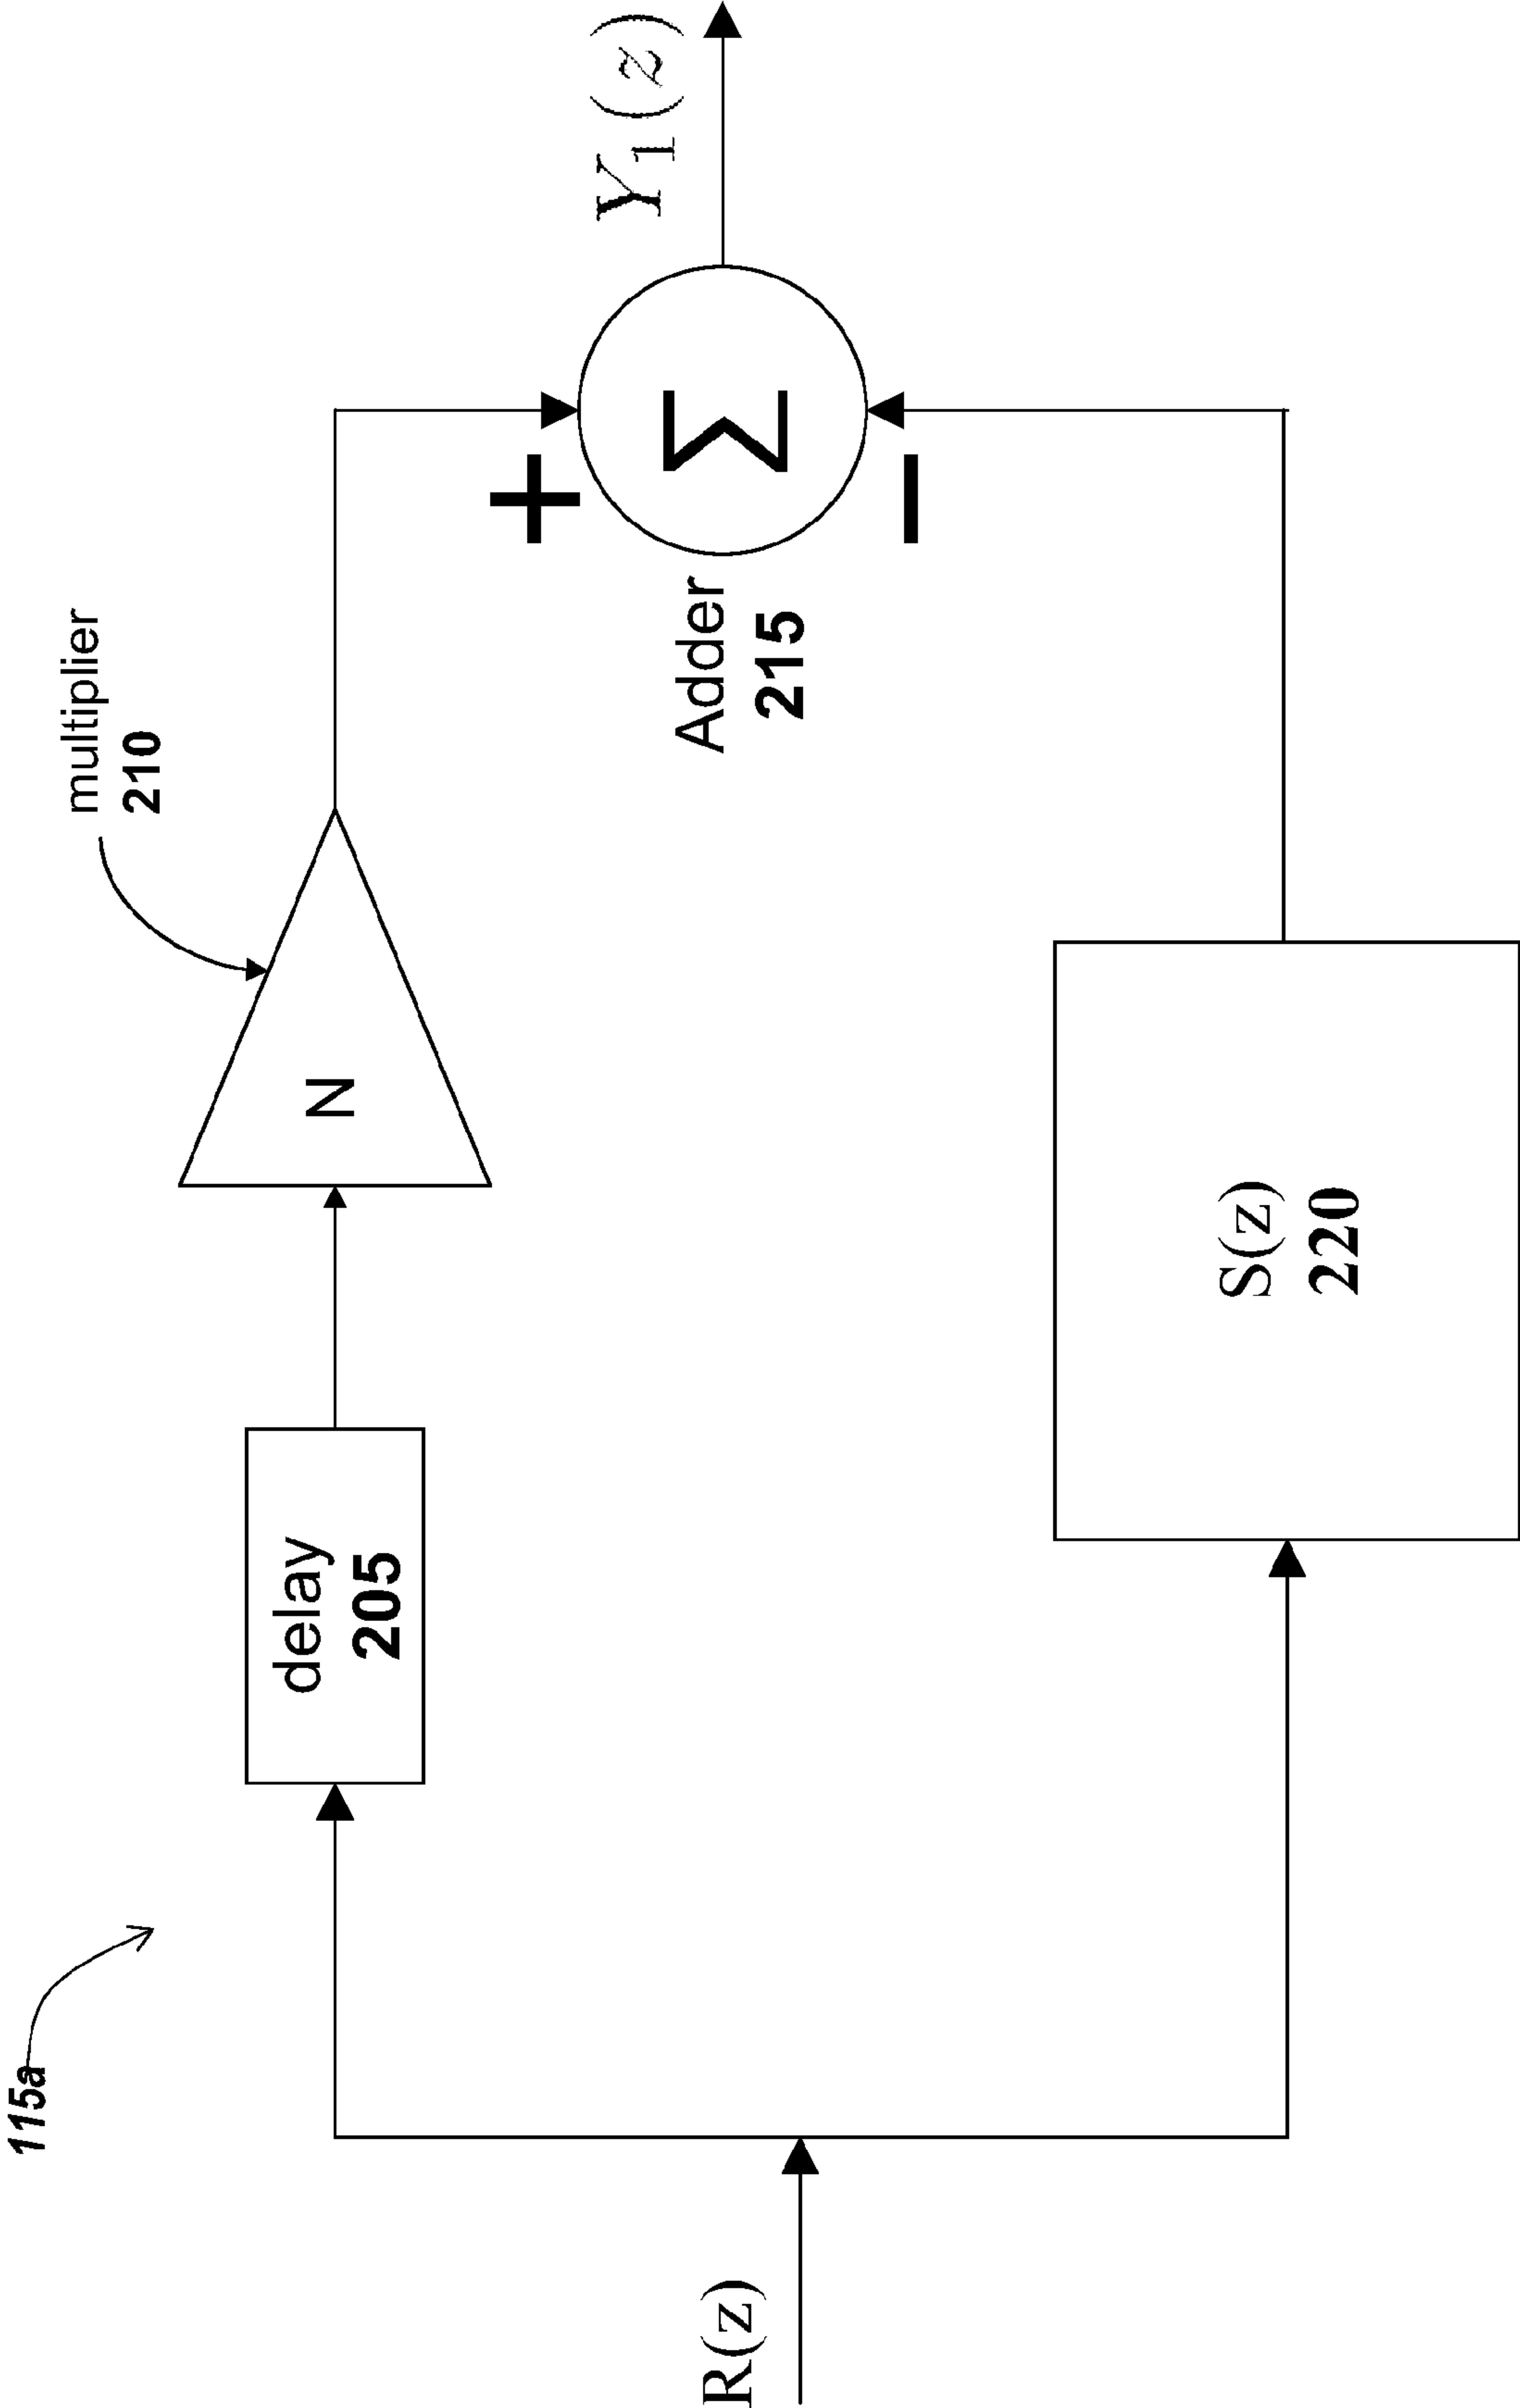 115a
multiplier
210
delay
205
N
+
Σ
−
Adder
215
Y₁(z)
R(z)
S(z)
220